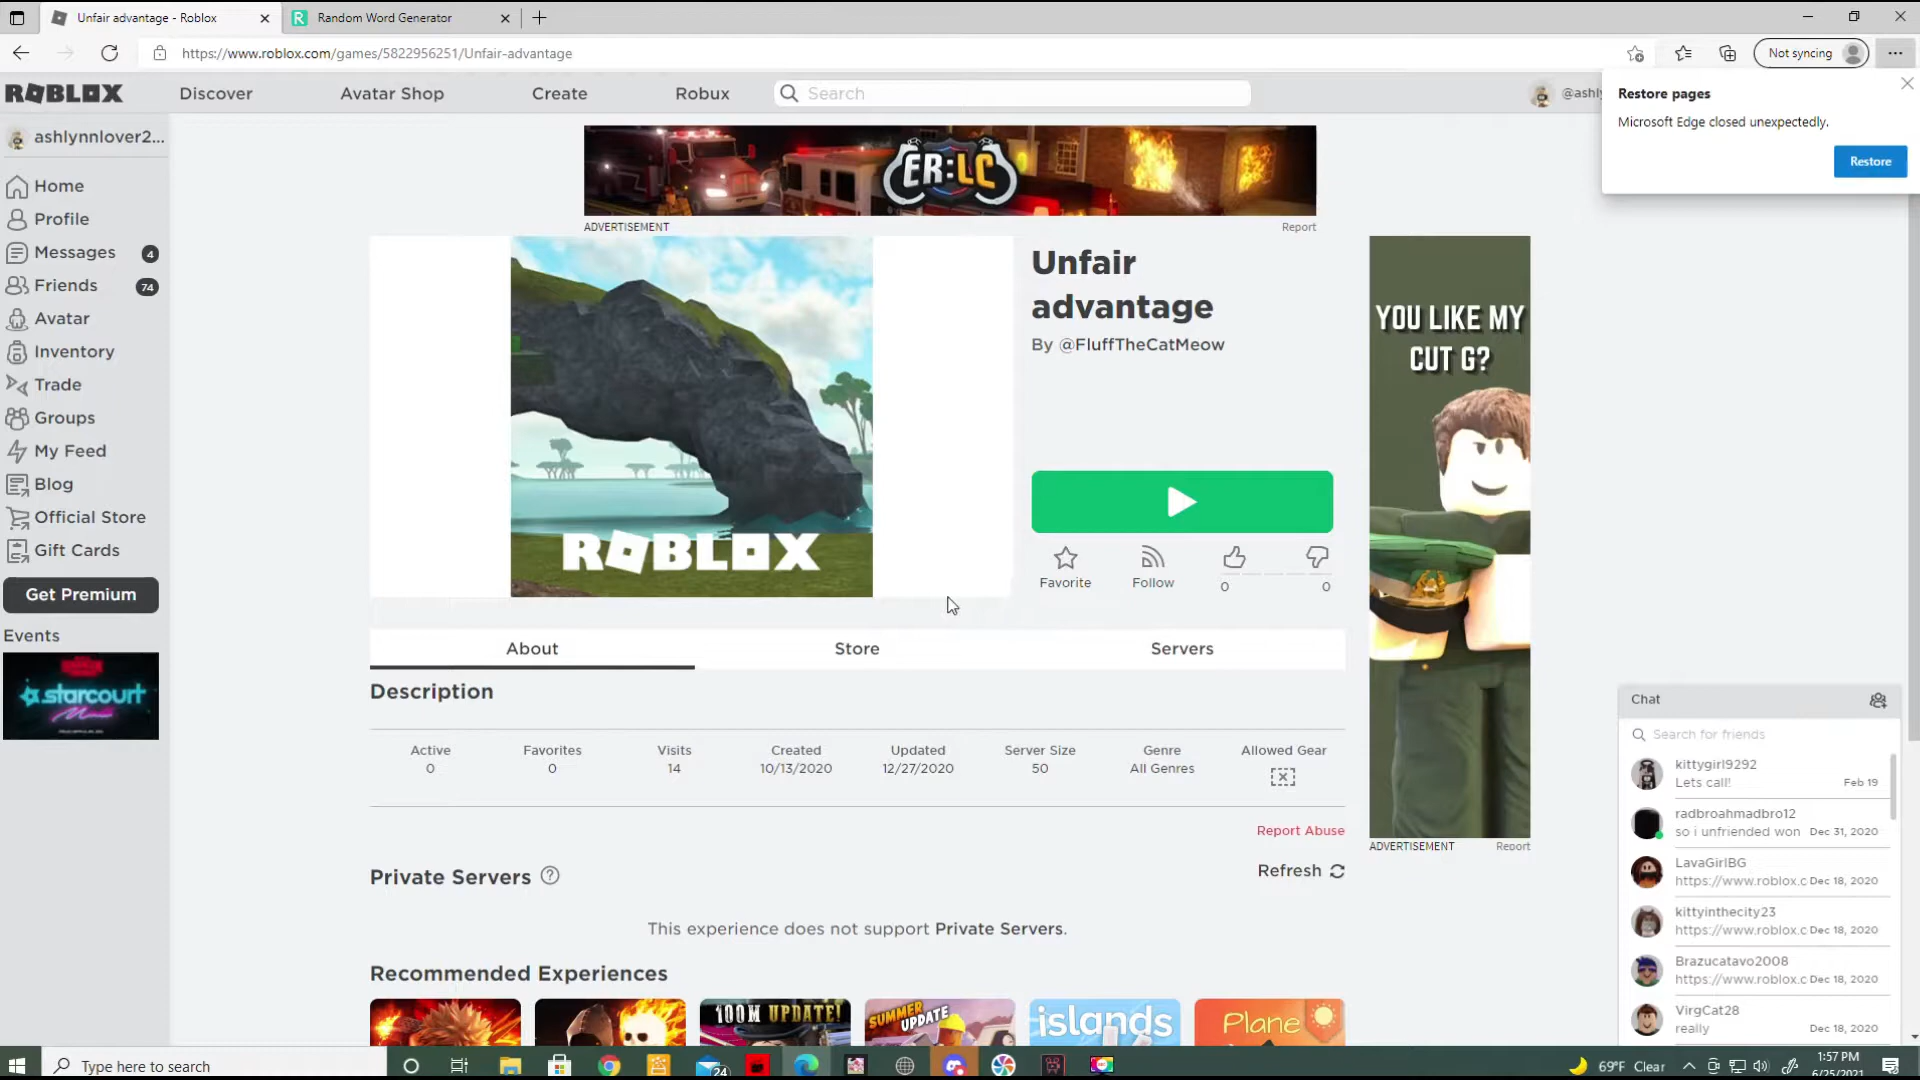 Unfair advantage - Roblox
Random Word Generator
https://www.roblox.com/games/5822956251/Unfair-advantage
Not syncing
ROBLOX
Discover
Avatar Shop
Create
Robux
Search
@ashly
Restore pages
Microsoft Edge closed unexpectedly.
Restore
ashlynnlover2...
Home
Profile
Messages 4
Friends 74
Avatar
Inventory
Trade
Groups
My Feed
Blog
Official Store
Gift Cards
Get Premium
Events
starcourt
ER:LC
ADVERTISEMENT
Report
ROBLOX
Unfair
advantage
By @FluffTheCatMeow
Favorite
Follow
0
0
YOU LIKE MY
CUT G?
ADVERTISEMENT
Report
About
Store
Servers
Description
Active
Favorites
Visits
Created
Updated
Server Size
Genre
Allowed Gear
0
0
14
10/13/2020
12/27/2020
50
All Genres
Report Abuse
Private Servers
Refresh
This experience does not support Private Servers.
Recommended Experiences
100M UPDATE!
SUMMER
UPDATE
islands
Plane
Chat
Search for friends
kittygirl9292
Lets call! Feb 19
radbroahmadbro12
so i unfriended won Dec 31, 2020
LavaGirlBG
https://www.roblox.c Dec 18, 2020
kittyinthecity23
https://www.roblox.c Dec 18, 2020
Brazucatavo2008
https://www.roblox.c Dec 18, 2020
VirgCat28
really Dec 18, 2020
Type here to search
24
69°F Clear
1:57 PM
6/25/2021